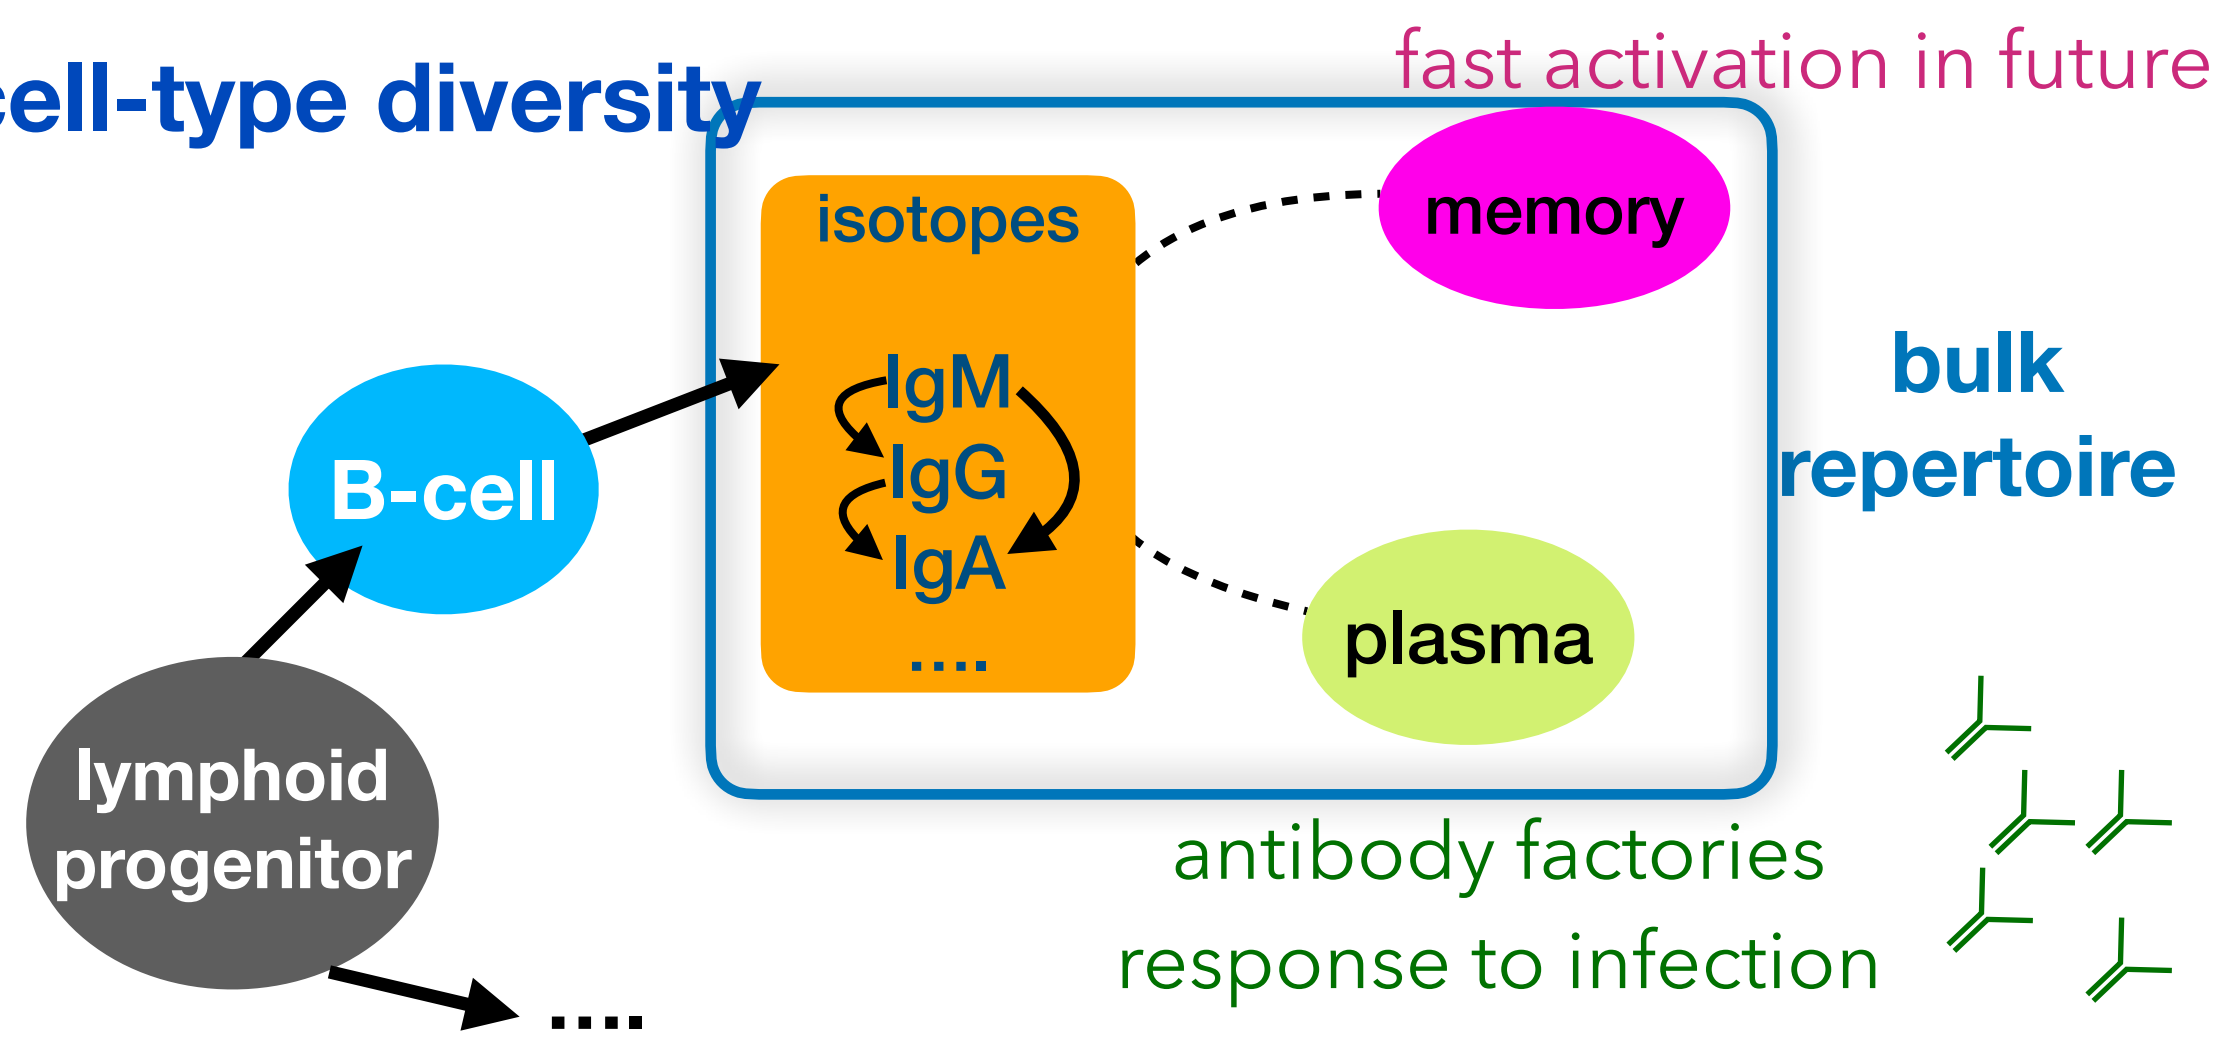 cell-type diversity
fast activation in future
isotopes
memory
IgM
IgG
IgA
....
bulk
repertoire
B-cell
plasma
lymphoid
progenitor
....
antibody factories
response to infection